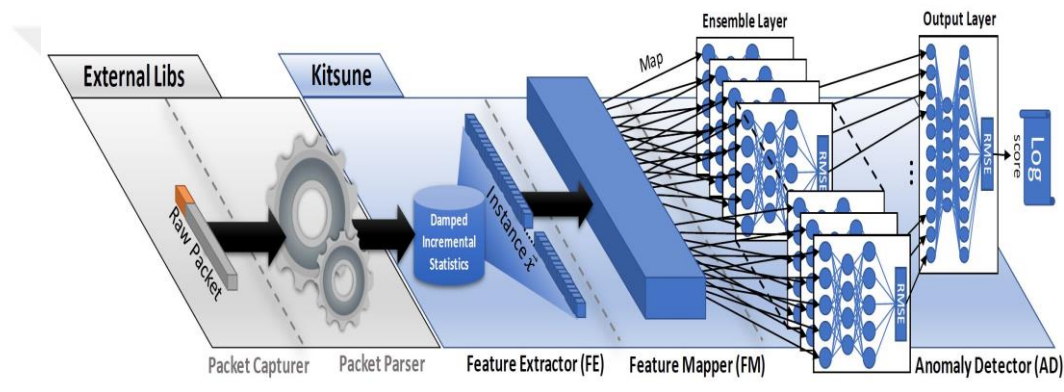 Ensemble Layer
Output Layer
External Libs
Kitsune
Map
Raw Packet
Damped
Incremental
Statistics
Instance x⃗
RMSE
RMSE
RMSE
Log
score
Packet Capturer
Packet Parser
Feature Extractor (FE)
Feature Mapper (FM)
Anomaly Detector (AD)